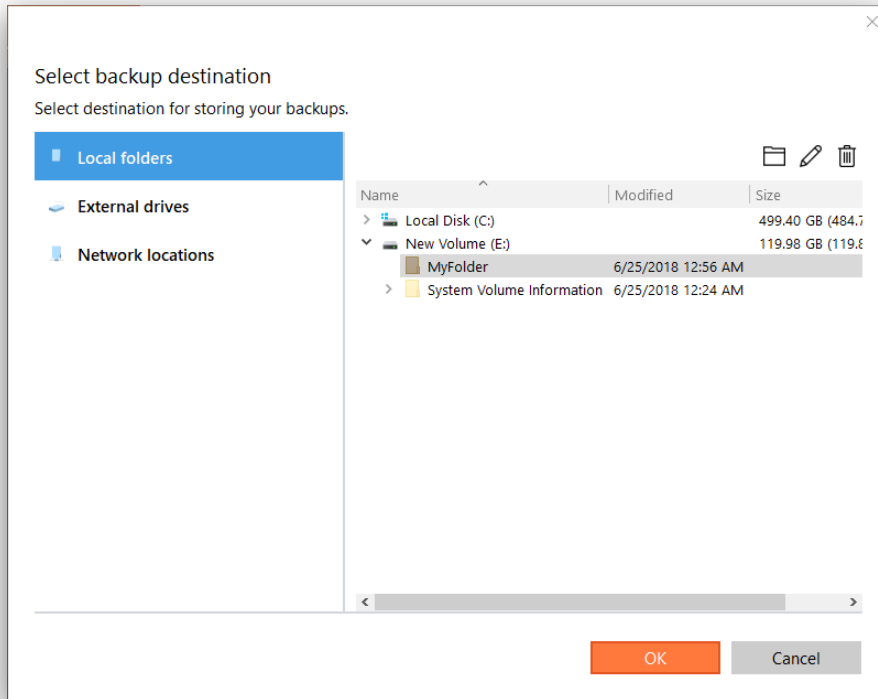 Select backup destination
Select destination for storing your backups.
Local folders
External drives
Network locations
Name Modified Size
Local Disk (C:) 499.40 GB (484.7
New Volume (E:) 119.98 GB (119.8
MyFolder 6/25/2018 12:56 AM
System Volume Information 6/25/2018 12:24 AM
OK Cancel